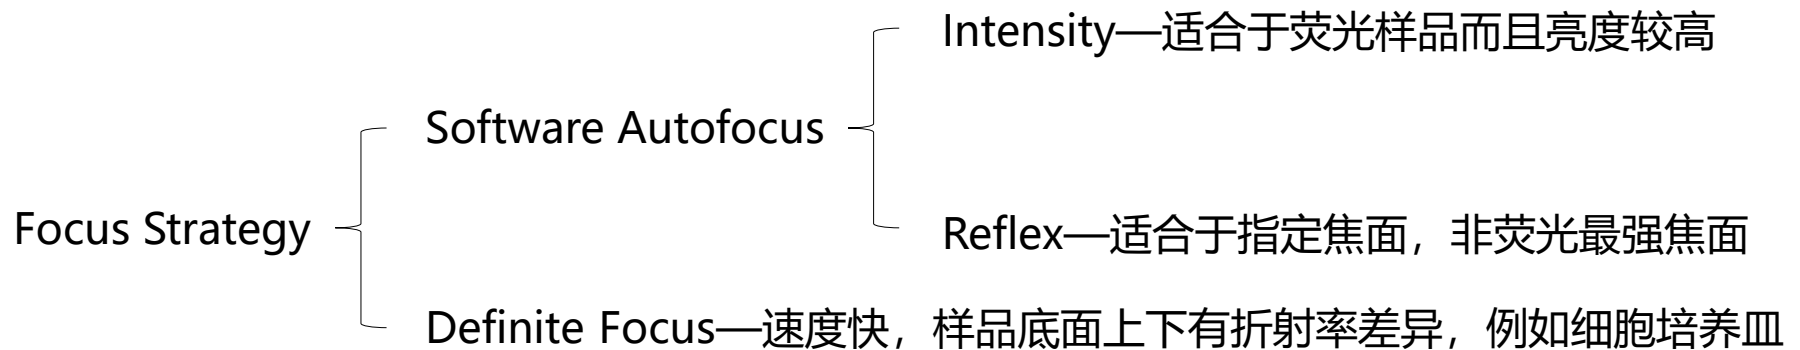 Intensity—适合于荧光样品而且亮度较高
Software Autofocus
Focus Strategy
Reflex—适合于指定焦面，非荧光最强焦面
Definite Focus—速度快，样品底面上下有折射率差异，例如细胞培养皿